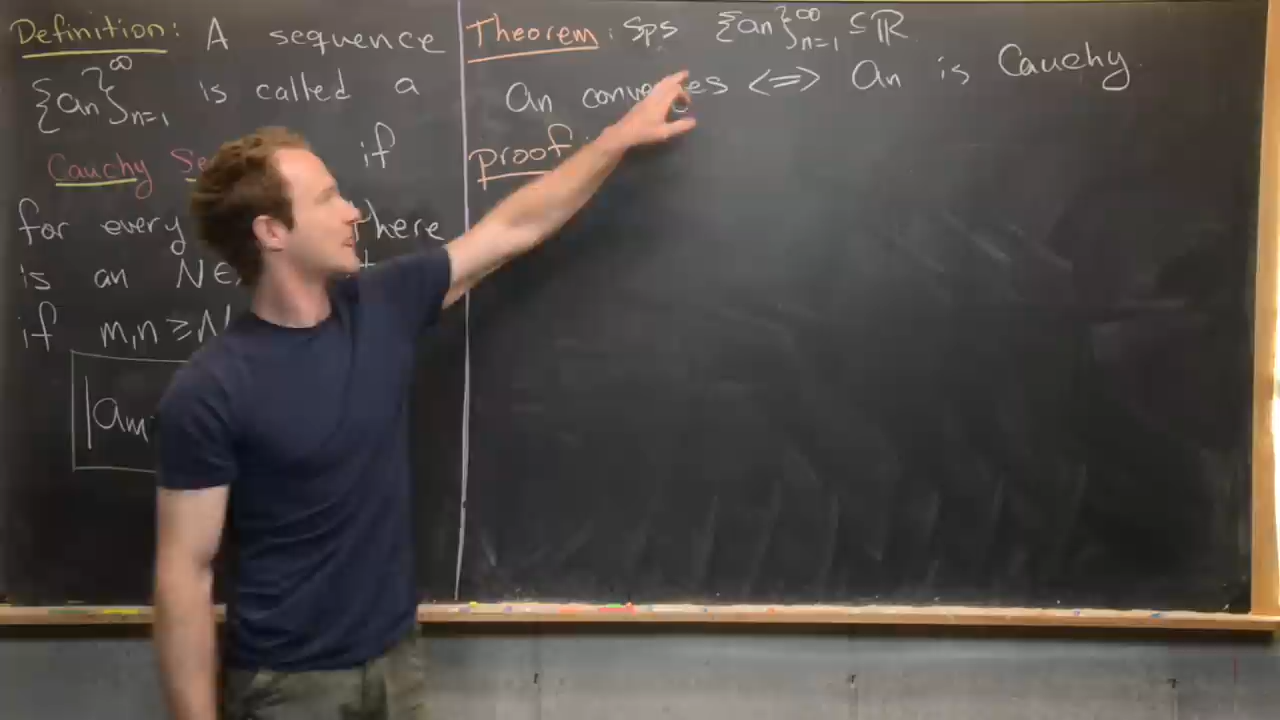 Definition: A sequence
{an}∞n=1 is called a
Cauchy if
for every there
is an N∈
if m,n ≥ N
|am-
Theorem: Sps {an}∞n=1 ⊆ ℝ
an converges <=> an is Cauchy.
proof: